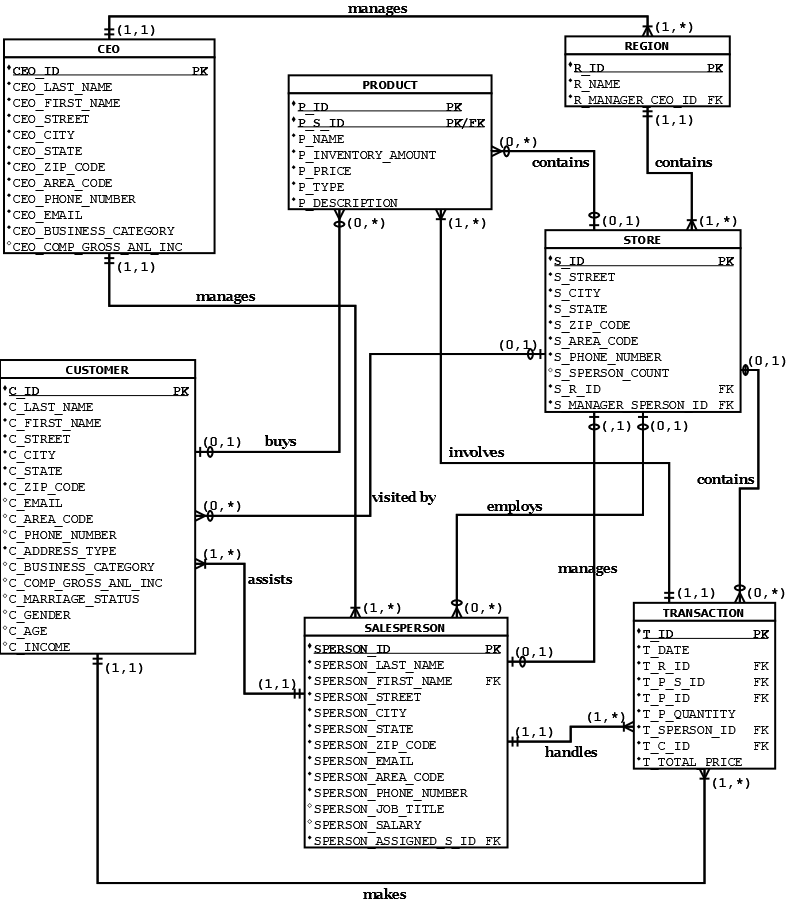 manages
(1,1)
(1,*)
CEO
CEO_ID PK
CEO_LAST_NAME
CEO_FIRST_NAME
CEO_STREET
CEO_CITY
CEO_STATE
CEO_ZIP_CODE
CEO_AREA_CODE
CEO_PHONE_NUMBER
CEO_EMAIL
CEO_BUSINESS_CATEGORY
CEO_COMP_GROSS_ANL_INC
(1,1)
manages
REGION
R_ID PK
R_NAME
R_MANAGER_CEO_ID FK
(1,1)
contains
(1,*)
PRODUCT
P_ID PK
P_S_ID PK/FK
P_NAME
P_INVENTORY_AMOUNT
P_PRICE
P_TYPE
P_DESCRIPTION
(0,*)
contains
(0,1)
(0,*)
(1,*)
STORE
S_ID PK
S_STREET
S_CITY
S_STATE
S_ZIP_CODE
S_AREA_CODE
S_PHONE_NUMBER
S_SPERSON_COUNT
S_R_ID FK
S_MANAGER_SPERSON_ID FK
(0,1)
(0,1)
(,1)
(0,1)
CUSTOMER
C_ID PK
C_LAST_NAME
C_FIRST_NAME
C_STREET
C_CITY
C_STATE
C_ZIP_CODE
C_EMAIL
C_AREA_CODE
C_PHONE_NUMBER
C_ADDRESS_TYPE
C_BUSINESS_CATEGORY
C_COMP_GROSS_ANL_INC
C_MARRIAGE_STATUS
C_GENDER
C_AGE
C_INCOME
(0,1)
buys
involves
contains
(0,*)
visited by
employs
(1,*)
assists
manages
(1,1)
(1,*)
(0,*)
(1,1)
(0,*)
SALESPERSON
SPERSON_ID PK
SPERSON_LAST_NAME
SPERSON_FIRST_NAME FK
SPERSON_STREET
SPERSON_CITY
SPERSON_STATE
SPERSON_ZIP_CODE
SPERSON_EMAIL
SPERSON_AREA_CODE
SPERSON_PHONE_NUMBER
SPERSON_JOB_TITLE
SPERSON_SALARY
SPERSON_ASSIGNED_S_ID FK
(1,1)
(0,1)
(1,1)
(1,*)
handles
TRANSACTION
T_ID PK
T_DATE
T_R_ID FK
T_P_S_ID FK
T_P_ID FK
T_P_QUANTITY
T_SPERSON_ID FK
T_C_ID FK
T_TOTAL_PRICE
(1,*)
makes